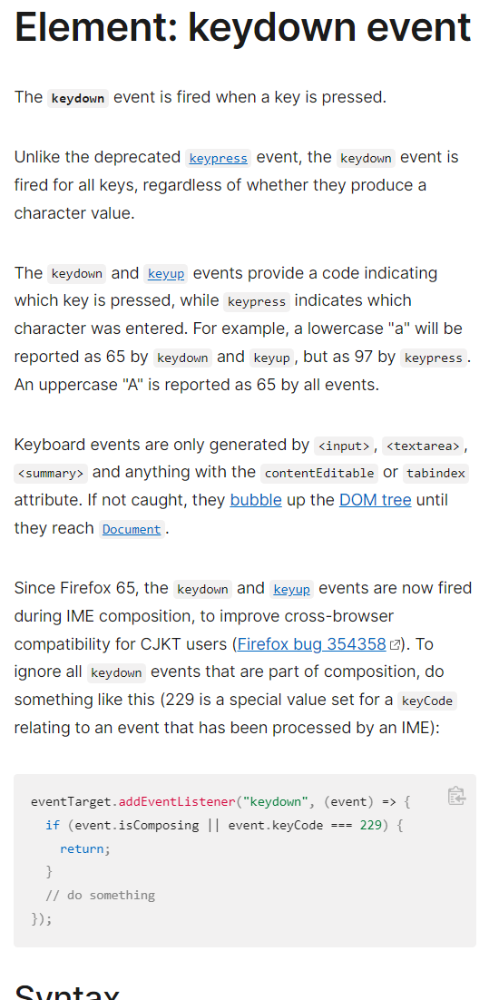 Element: keydown event
The keydown event is fired when a key is pressed.
Unlike the deprecated keypress event, the keydown event is
fired for all keys, regardless of whether they produce a
character value.
The keydown and keyup events provide a code indicating
which key is pressed, while keypress indicates which
character was entered. For example, a lowercase "a" will be
reported as 65 by keydown and keyup, but as 97 by keypress.
An uppercase "A" is reported as 65 by all events.
Keyboard events are only generated by <input>, <textarea>,
<summary> and anything with the contentEditable or tabindex
attribute. If not caught, they bubble up the DOM tree until
they reach Document.
Since Firefox 65, the keydown and keyup events are now fired
during IME composition, to improve cross-browser
compatibility for CJKT users (Firefox bug 354358). To
ignore all keydown events that are part of composition, do
something like this (229 is a special value set for a keyCode
relating to an event that has been processed by an IME):
eventTarget.addEventListener("keydown", (event) => {
  if (event.isComposing || event.keyCode === 229) {
    return;
  }
  // do something
});
Syntax